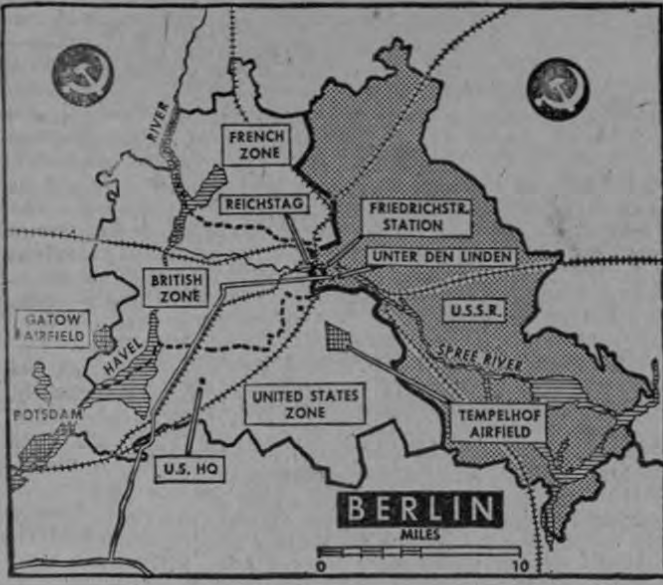 RIVER
FRENCH
ZONE
REICHSTAG
FRIEDRICHSTR.
STATION
UNTER DEN LINDEN
BRITISH
ZONE
U.S.S.R.
GATOW
AIRFIELD
HAVEL
SPREE RIVER
POTSDAM
UNITED STATES
ZONE
TEMPELHOF
AIRFIELD
U.S. HQ
BERLIN
MILES
0 10